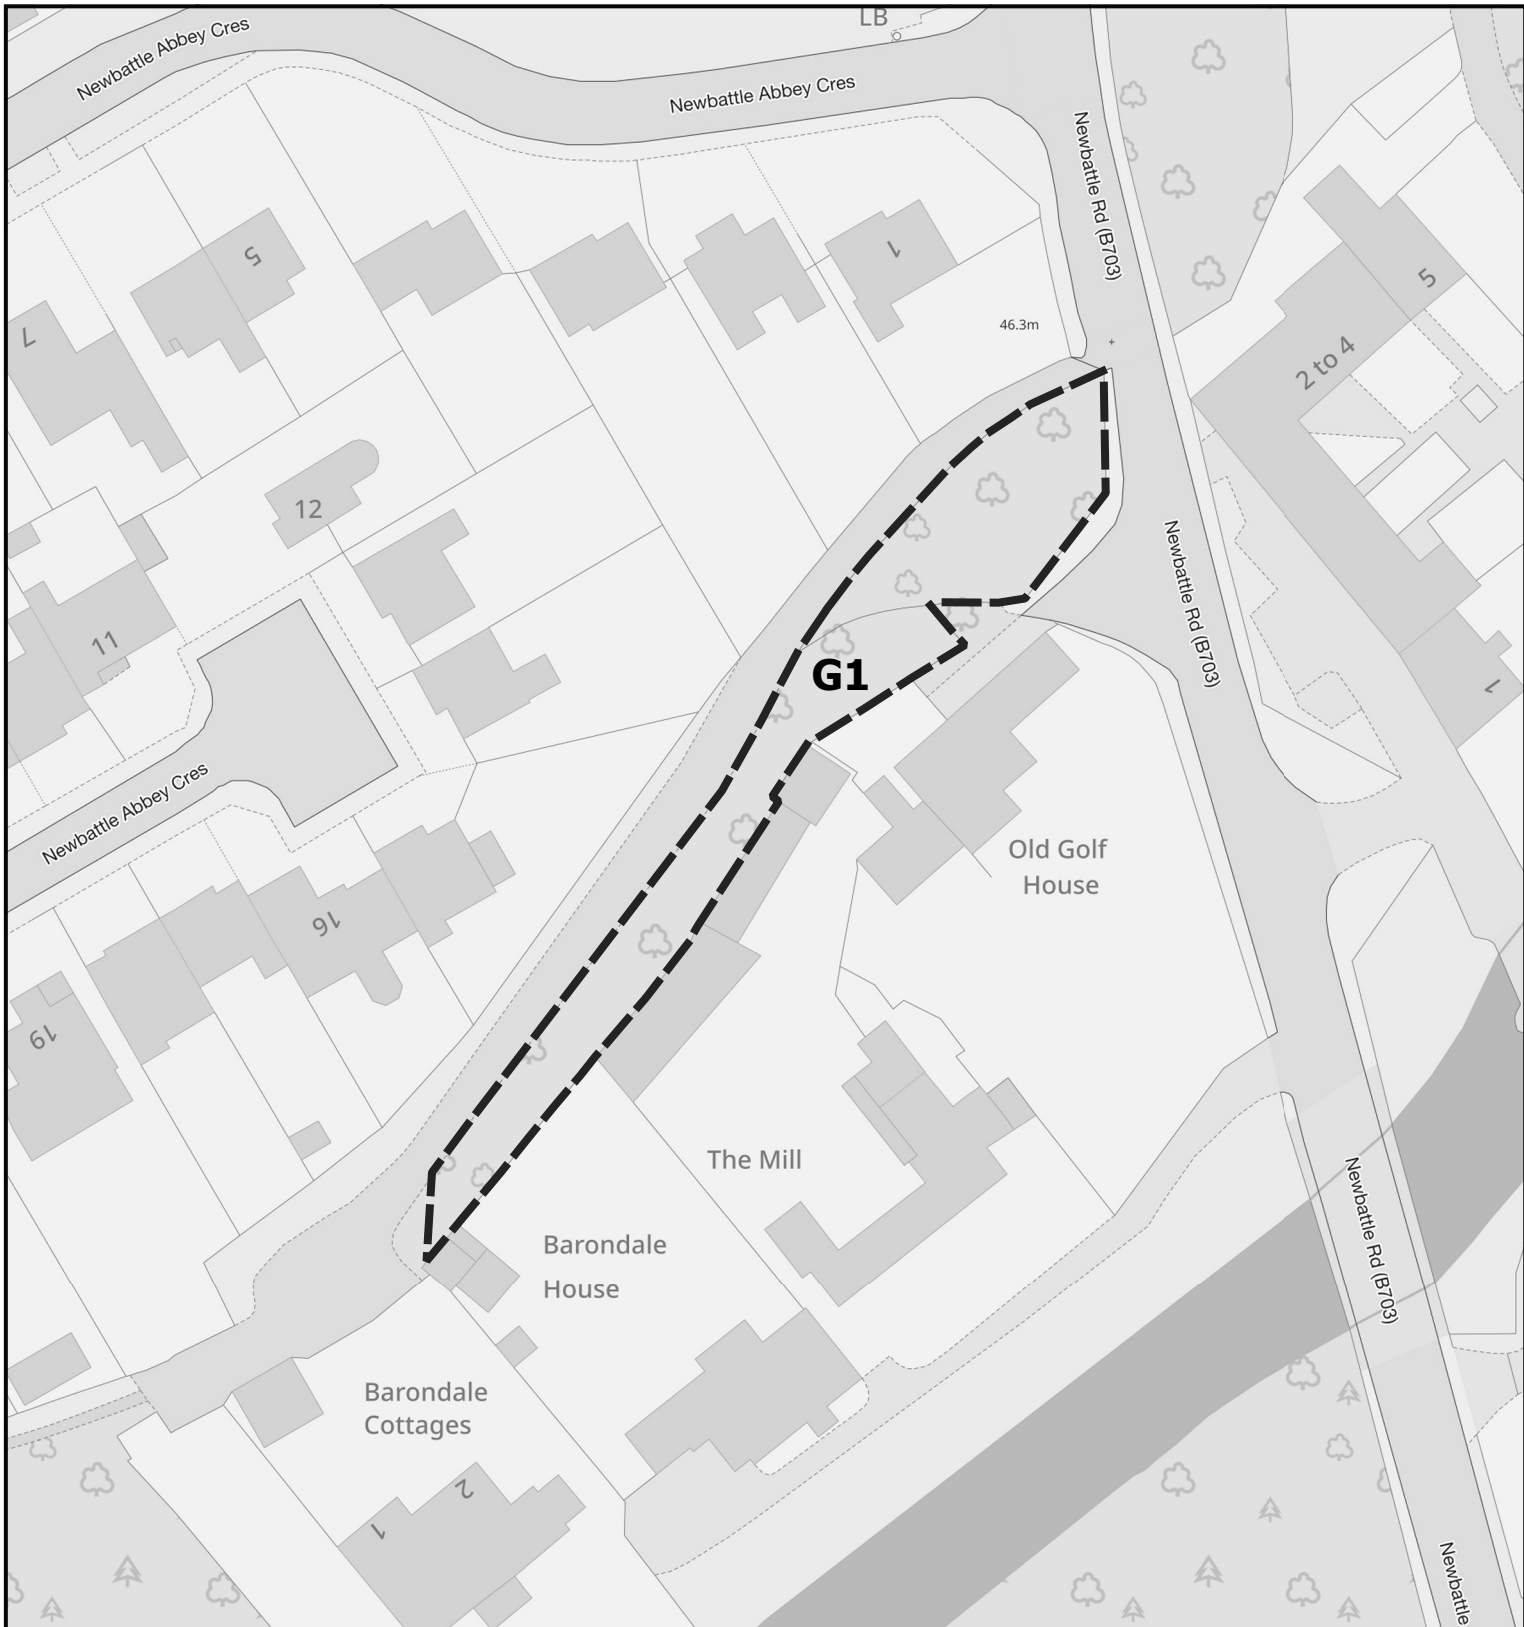 LB
Newbattle Abbey Cres
Newbattle Abbey Cres
Newbattle Rd (B703)
5
1
5
7
46.3m
2 to 4
12
11
G1
Newbattle Rd (B703)
1
Newbattle Abbey Cres
Old Golf
House
16
19
The Mill
Barondale
House
Newbattle Rd (B703)
Barondale
Cottages
2
1
Newbattle